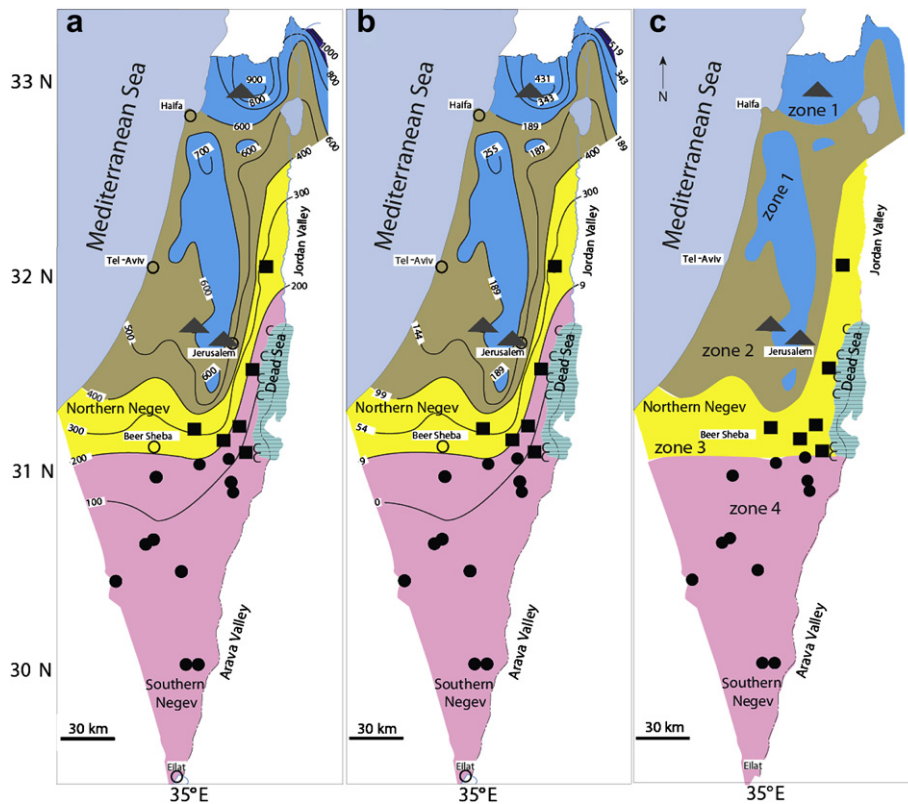 a
b
c
33 N
32 N
31 N
30 N
Mediterranean Sea
Haifa
900
800
600
700
600
1000
800
600
400
300
200
Tel-Aviv
600
500
Jerusalem
600
400
Northern Negev
300
Beer Sheba
200
100
Jordan Valley
Dead Sea
Arava Valley
Southern
Negev
30 km
Eilat
35°E
Mediterranean Sea
Haifa
431
343
189
255
189
519
343
189
400
300
9
Tel-Aviv
189
144
Jerusalem
189
99
Northern Negev
54
Beer Sheba
9
0
Jordan Valley
Dead Sea
Arava Valley
Southern
Negev
30 km
Eilat
35°E
Mediterranean Sea
N
Haifa
zone 1
zone 1
Tel-Aviv
Jordan Valley
zone 2
Jerusalem
Dead Sea
Northern Negev
Beer Sheba
zone 3
zone 4
Arava Valley
Southern
Negev
30 km
Eilat
35°E